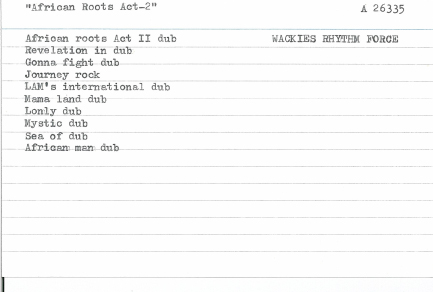 "African Roots Act-2" A 26335
African roots Act II dub WACKIES RHYTHM FORCE
Revelation in dub
Gonna fight dub
Journey rock
LAM's international dub
Mama land dub
Lonly dub
Mystic dub
Sea of dub
African man dub